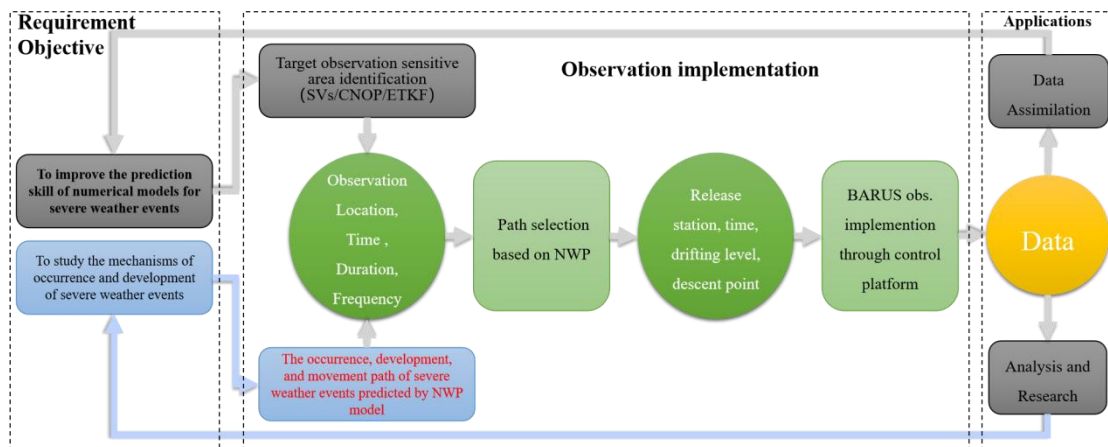 Requirement
Objective
To improve the prediction
skill of numerical models for
severe weather events
To study the mechanisms of
occurrence and development
of severe weather events
Observation implementation
Target observation sensitive
area identification
(SVs/CNOP/ETKF)
Observation
Location,
Time ,
Duration,
Frequency
The occurrence, development,
and movement path of severe
weather events predicted by NWP
model
Path selection
based on NWP
Release
station, time,
drifting level,
descent point
BARUS obs.
implemention
through control
platform
Applications
Data
Assimilation
Data
Analysis and
Research